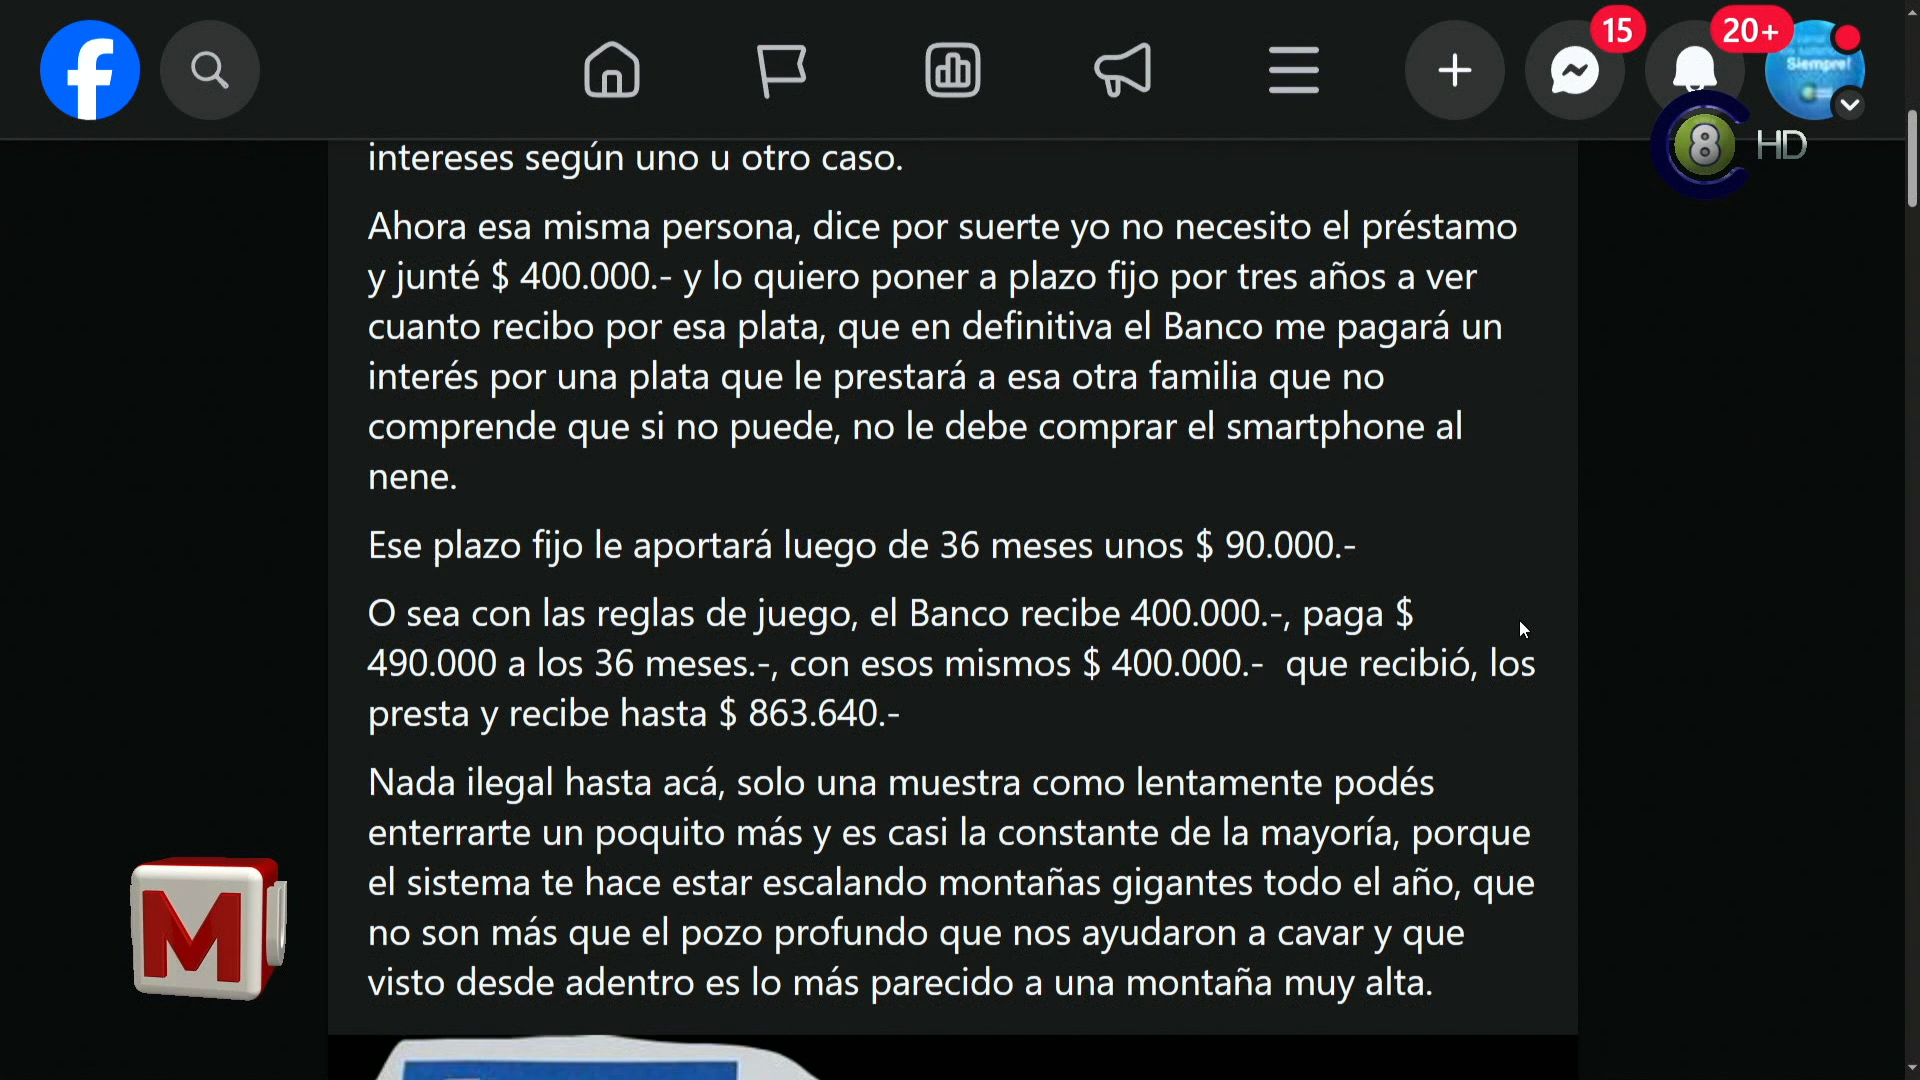 15
20+
Siempre!
8 HD
intereses según uno u otro caso.
Ahora esa misma persona, dice por suerte yo no necesito el préstamo
y junté $ 400.000.- y lo quiero poner a plazo fijo por tres años a ver
cuanto recibo por esa plata, que en definitiva el Banco me pagará un
interés por una plata que le prestará a esa otra familia que no
comprende que si no puede, no le debe comprar el smartphone al
nene.
Ese plazo fijo le aportará luego de 36 meses unos $ 90.000.-
O sea con las reglas de juego, el Banco recibe 400.000.-, paga $
490.000 a los 36 meses.-, con esos mismos $ 400.000.-  que recibió, los
presta y recibe hasta $ 863.640.-
Nada ilegal hasta acá, solo una muestra como lentamente podés
enterrarte un poquito más y es casi la constante de la mayoría, porque
el sistema te hace estar escalando montañas gigantes todo el año, que
no son más que el pozo profundo que nos ayudaron a cavar y que
visto desde adentro es lo más parecido a una montaña muy alta.
M